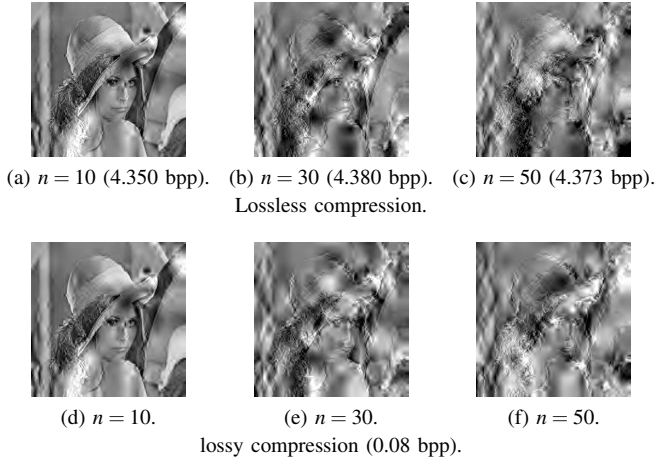 (a) n = 10 (4.350 bpp). (b) n = 30 (4.380 bpp). (c) n = 50 (4.373 bpp).
Lossless compression.
(d) n = 10. (e) n = 30. (f) n = 50.
lossy compression (0.08 bpp).